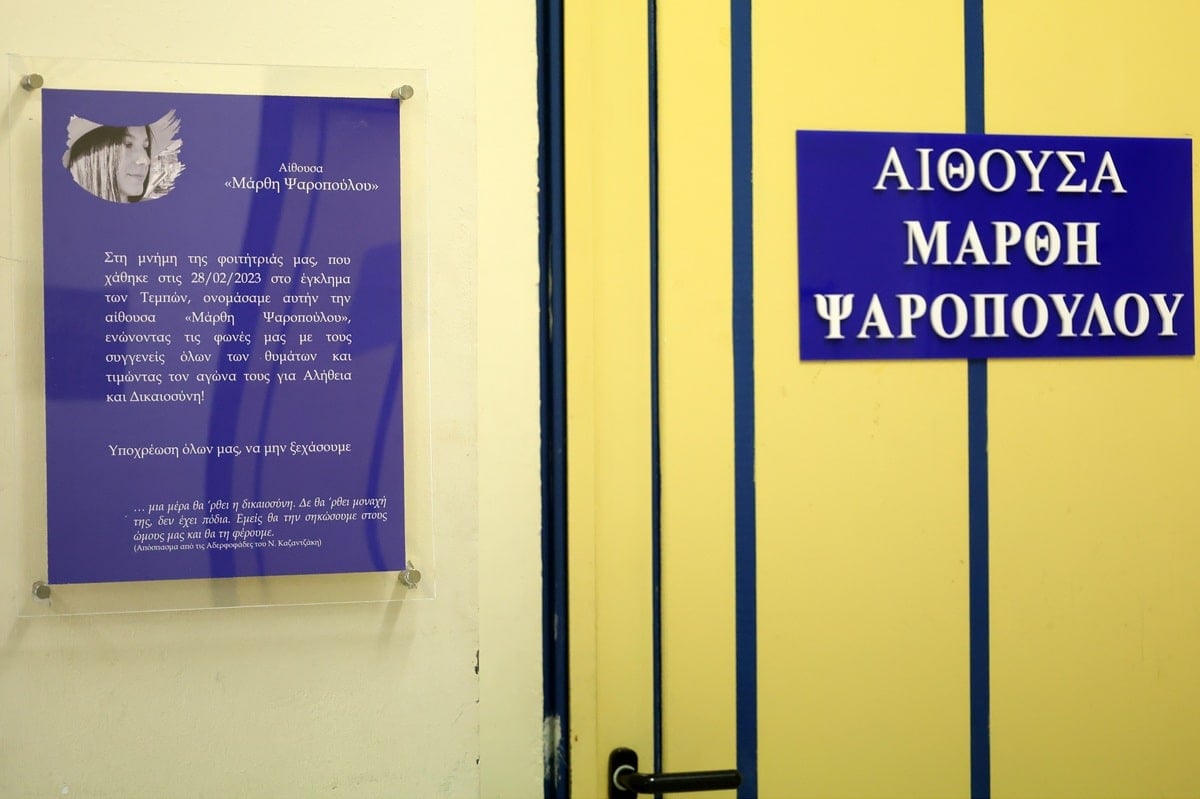 Αίθουσα
«Μάρθη Ψαροπούλου»
Στη μνήμη της φοιτήτριάς μας, που
χάθηκε στις 28/02/2023 στο έγκλημα
των Τεμπών, ονομάσαμε αυτήν την
αίθουσα «Μάρθη Ψαροπούλου»,
ενώνοντας τις φωνές μας με τους
συγγενείς όλων των θυμάτων και
τιμώντας τον αγώνα τους για Αλήθεια
και Δικαιοσύνη!
Υποχρέωση όλων μας, να μην ξεχάσουμε
… μια μέρα θα ‘ρθει η δικαιοσύνη. Δε θα ‘ρθει μοναχή
της, δεν έχει πόδια. Εμείς θα την σηκώσουμε στους
ώμους μας και θα τη φέρουμε.
(Απόσπασμα από τις Αδερφοφάδες του Ν. Καζαντζάκη)
ΑΙΘΟΥΣΑ
ΜΑΡΘΗ
ΨΑΡΟΠΟΥΛΟΥ